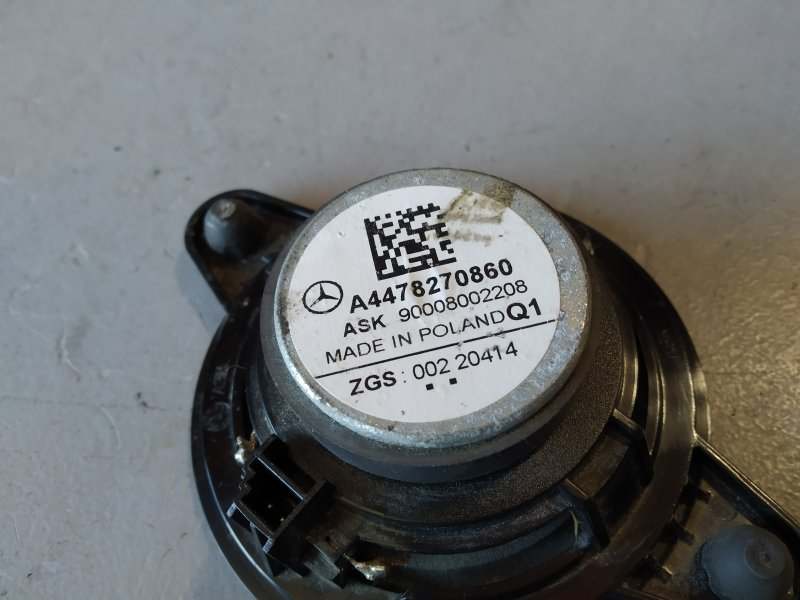 A4478270860
ASK 90008002208
MADE IN POLAND Q1
ZGS : 002 20414